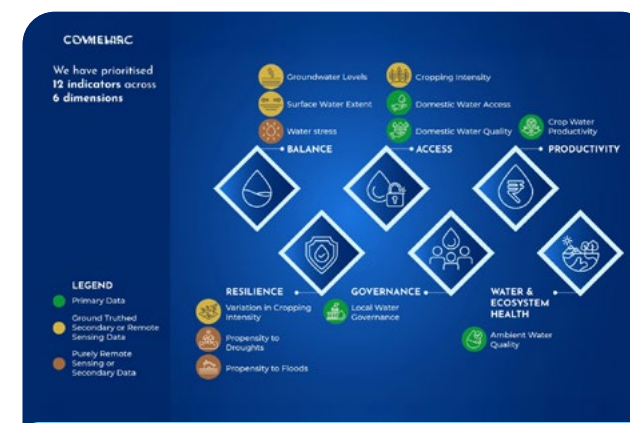 We have prioritised
12 indicators across
6 dimensions
Groundwater Levels
Surface Water Extent
Water stress
BALANCE
Cropping Intensity
Domestic Water Access
Domestic Water Quality
ACCESS
Crop Water
Productivity
PRODUCTIVITY
RESILIENCE
Variation in Cropping
Intensity
Propensity to
Droughts
Propensity to Floods
GOVERNANCE
Local Water
Governance
WATER &
ECOSYSTEM
HEALTH
Ambient Water
Quality
LEGEND
Primary Data
Ground Truthed
Secondary or Remote
Sensing Data
Purely Remote
Sensing or
Secondary Data